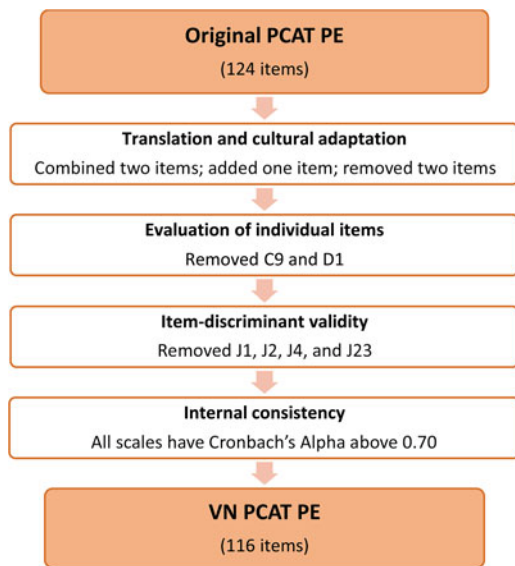 Original PCAT PE
(124 items)
Translation and cultural adaptation
Combined two items; added one item; removed two items
Evaluation of individual items
Removed C9 and D1
Item-discriminant validity
Removed J1, J2, J4, and J23
Internal consistency
All scales have Cronbach's Alpha above 0.70
VN PCAT PE
(116 items)